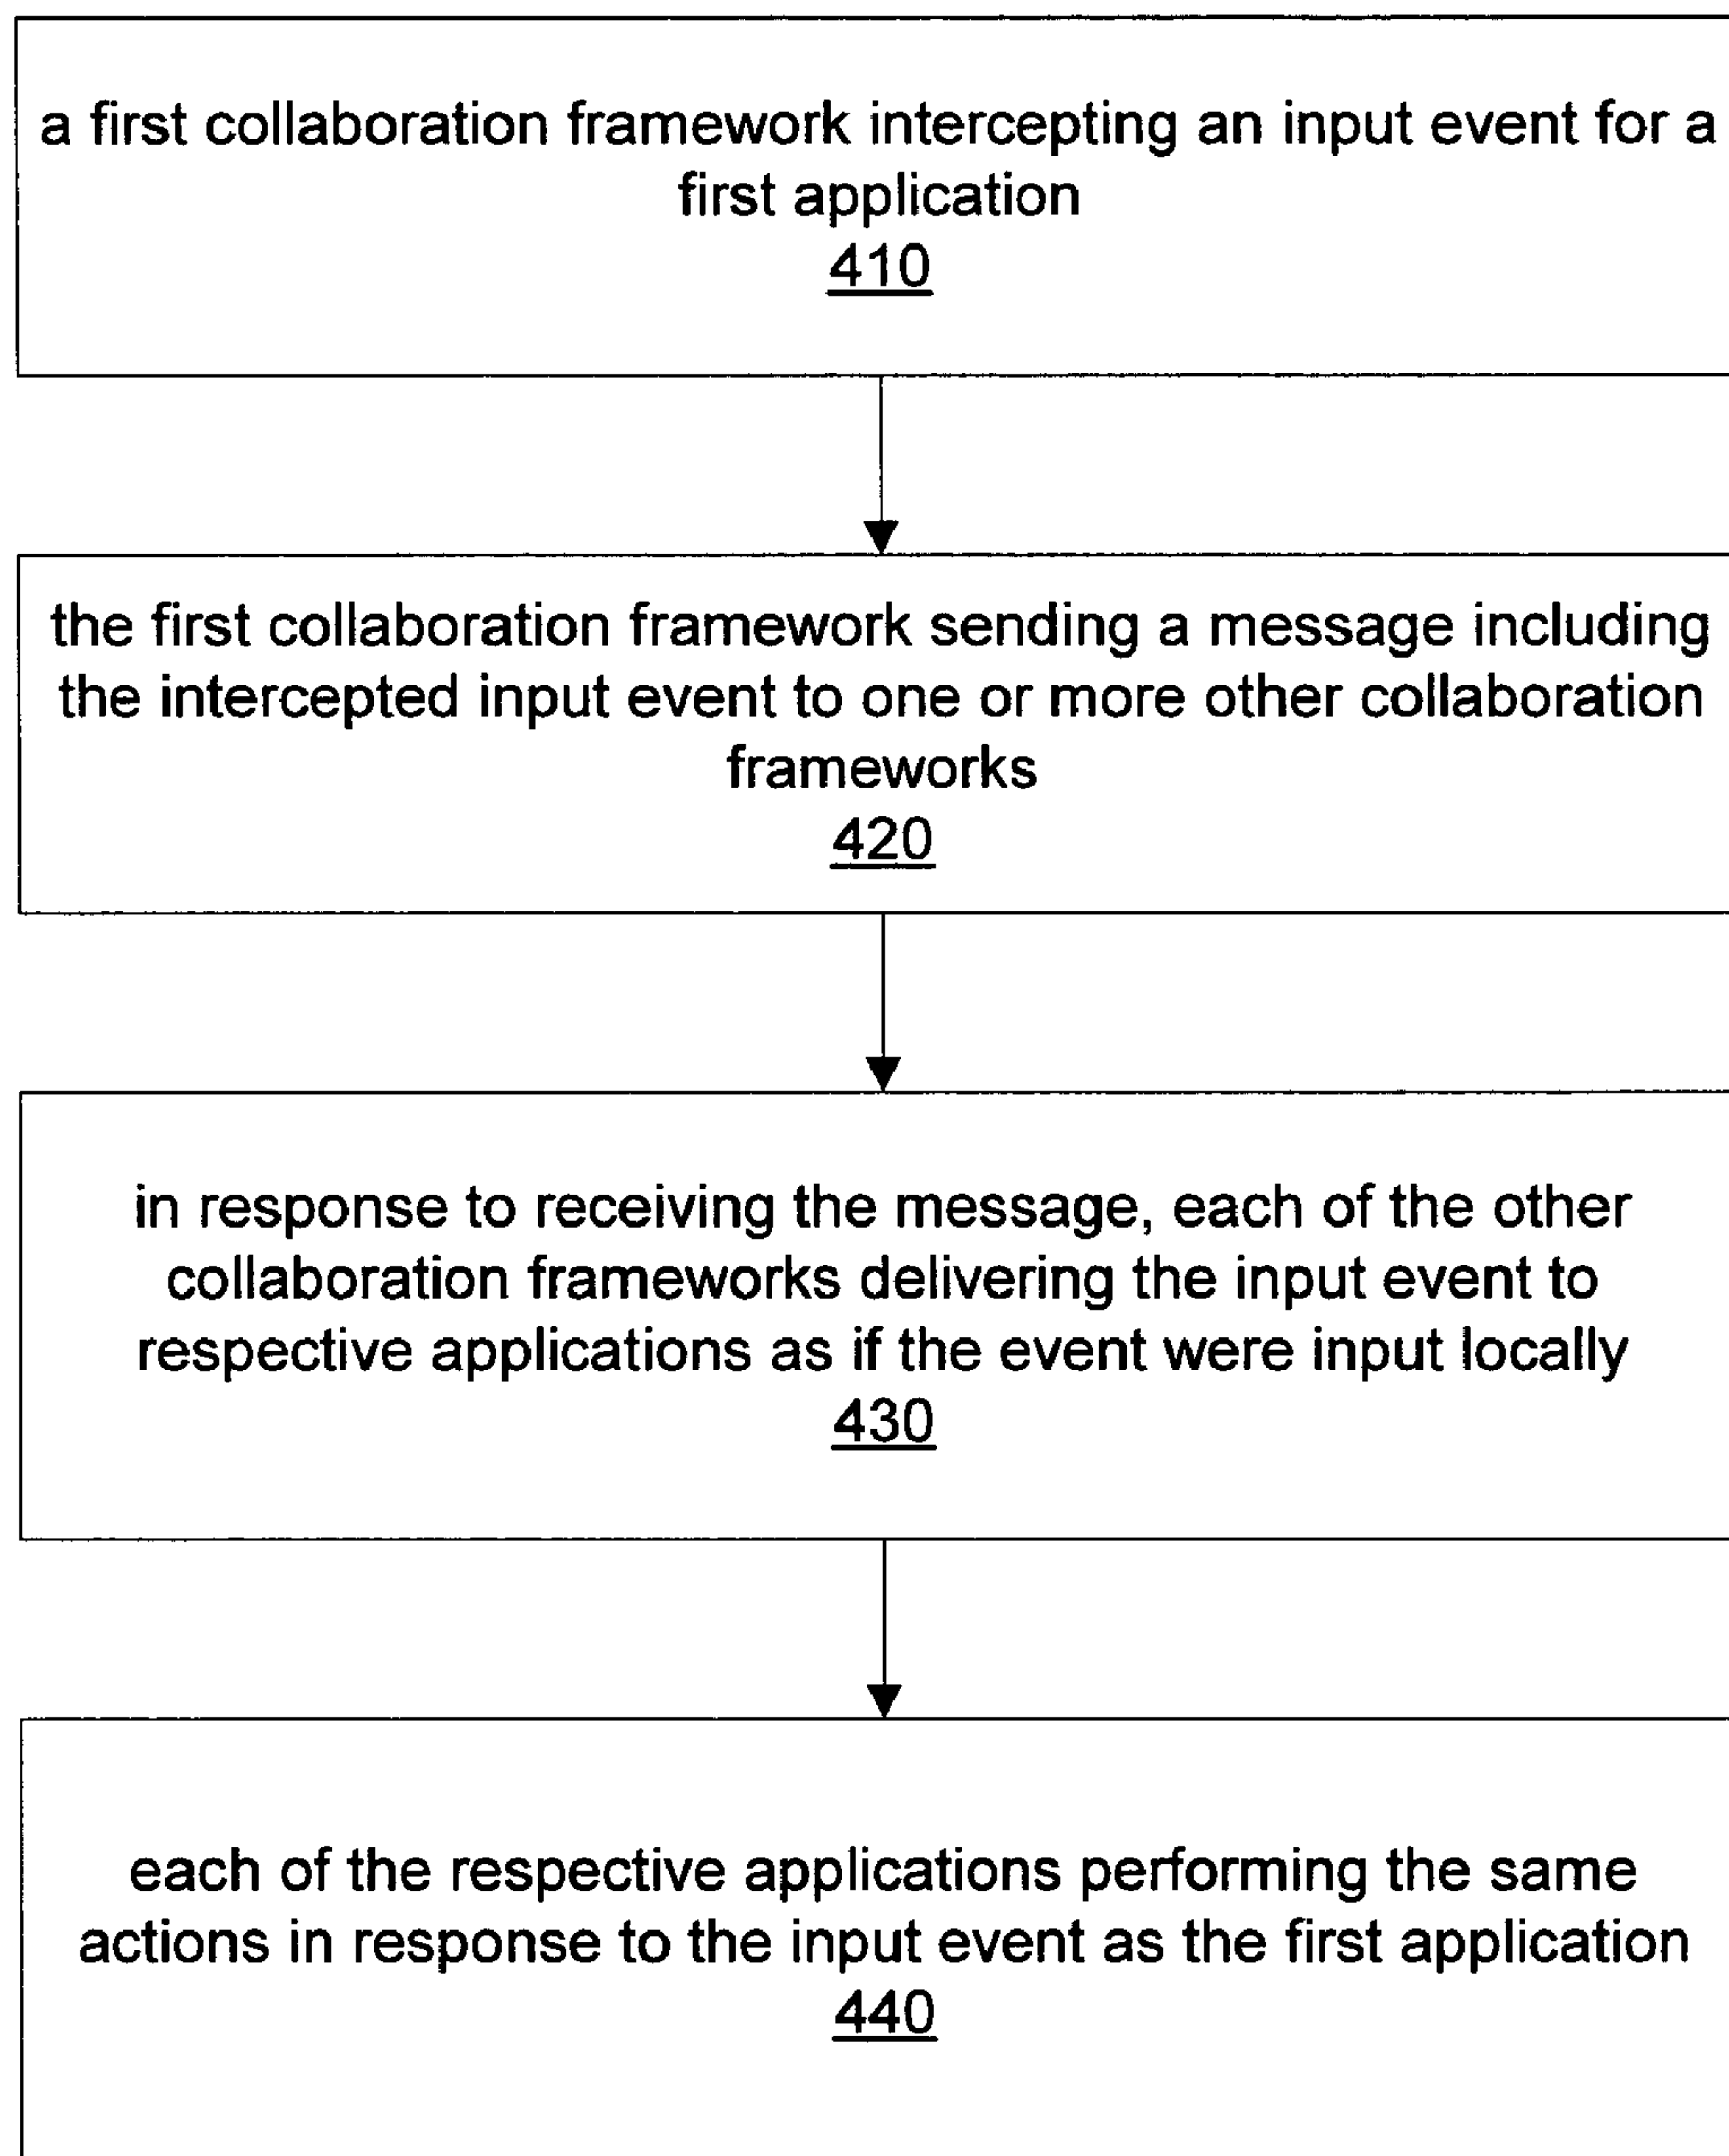 a first collaboration framework intercepting an input event for a
first application
410
the first collaboration framework sending a message including
the intercepted input event to one or more other collaboration
frameworks
420
in response to receiving the message, each of the other
collaboration frameworks delivering the input event to
respective applications as if the event were input locally
430
each of the respective applications performing the same
actions in response to the input event as the first application
440